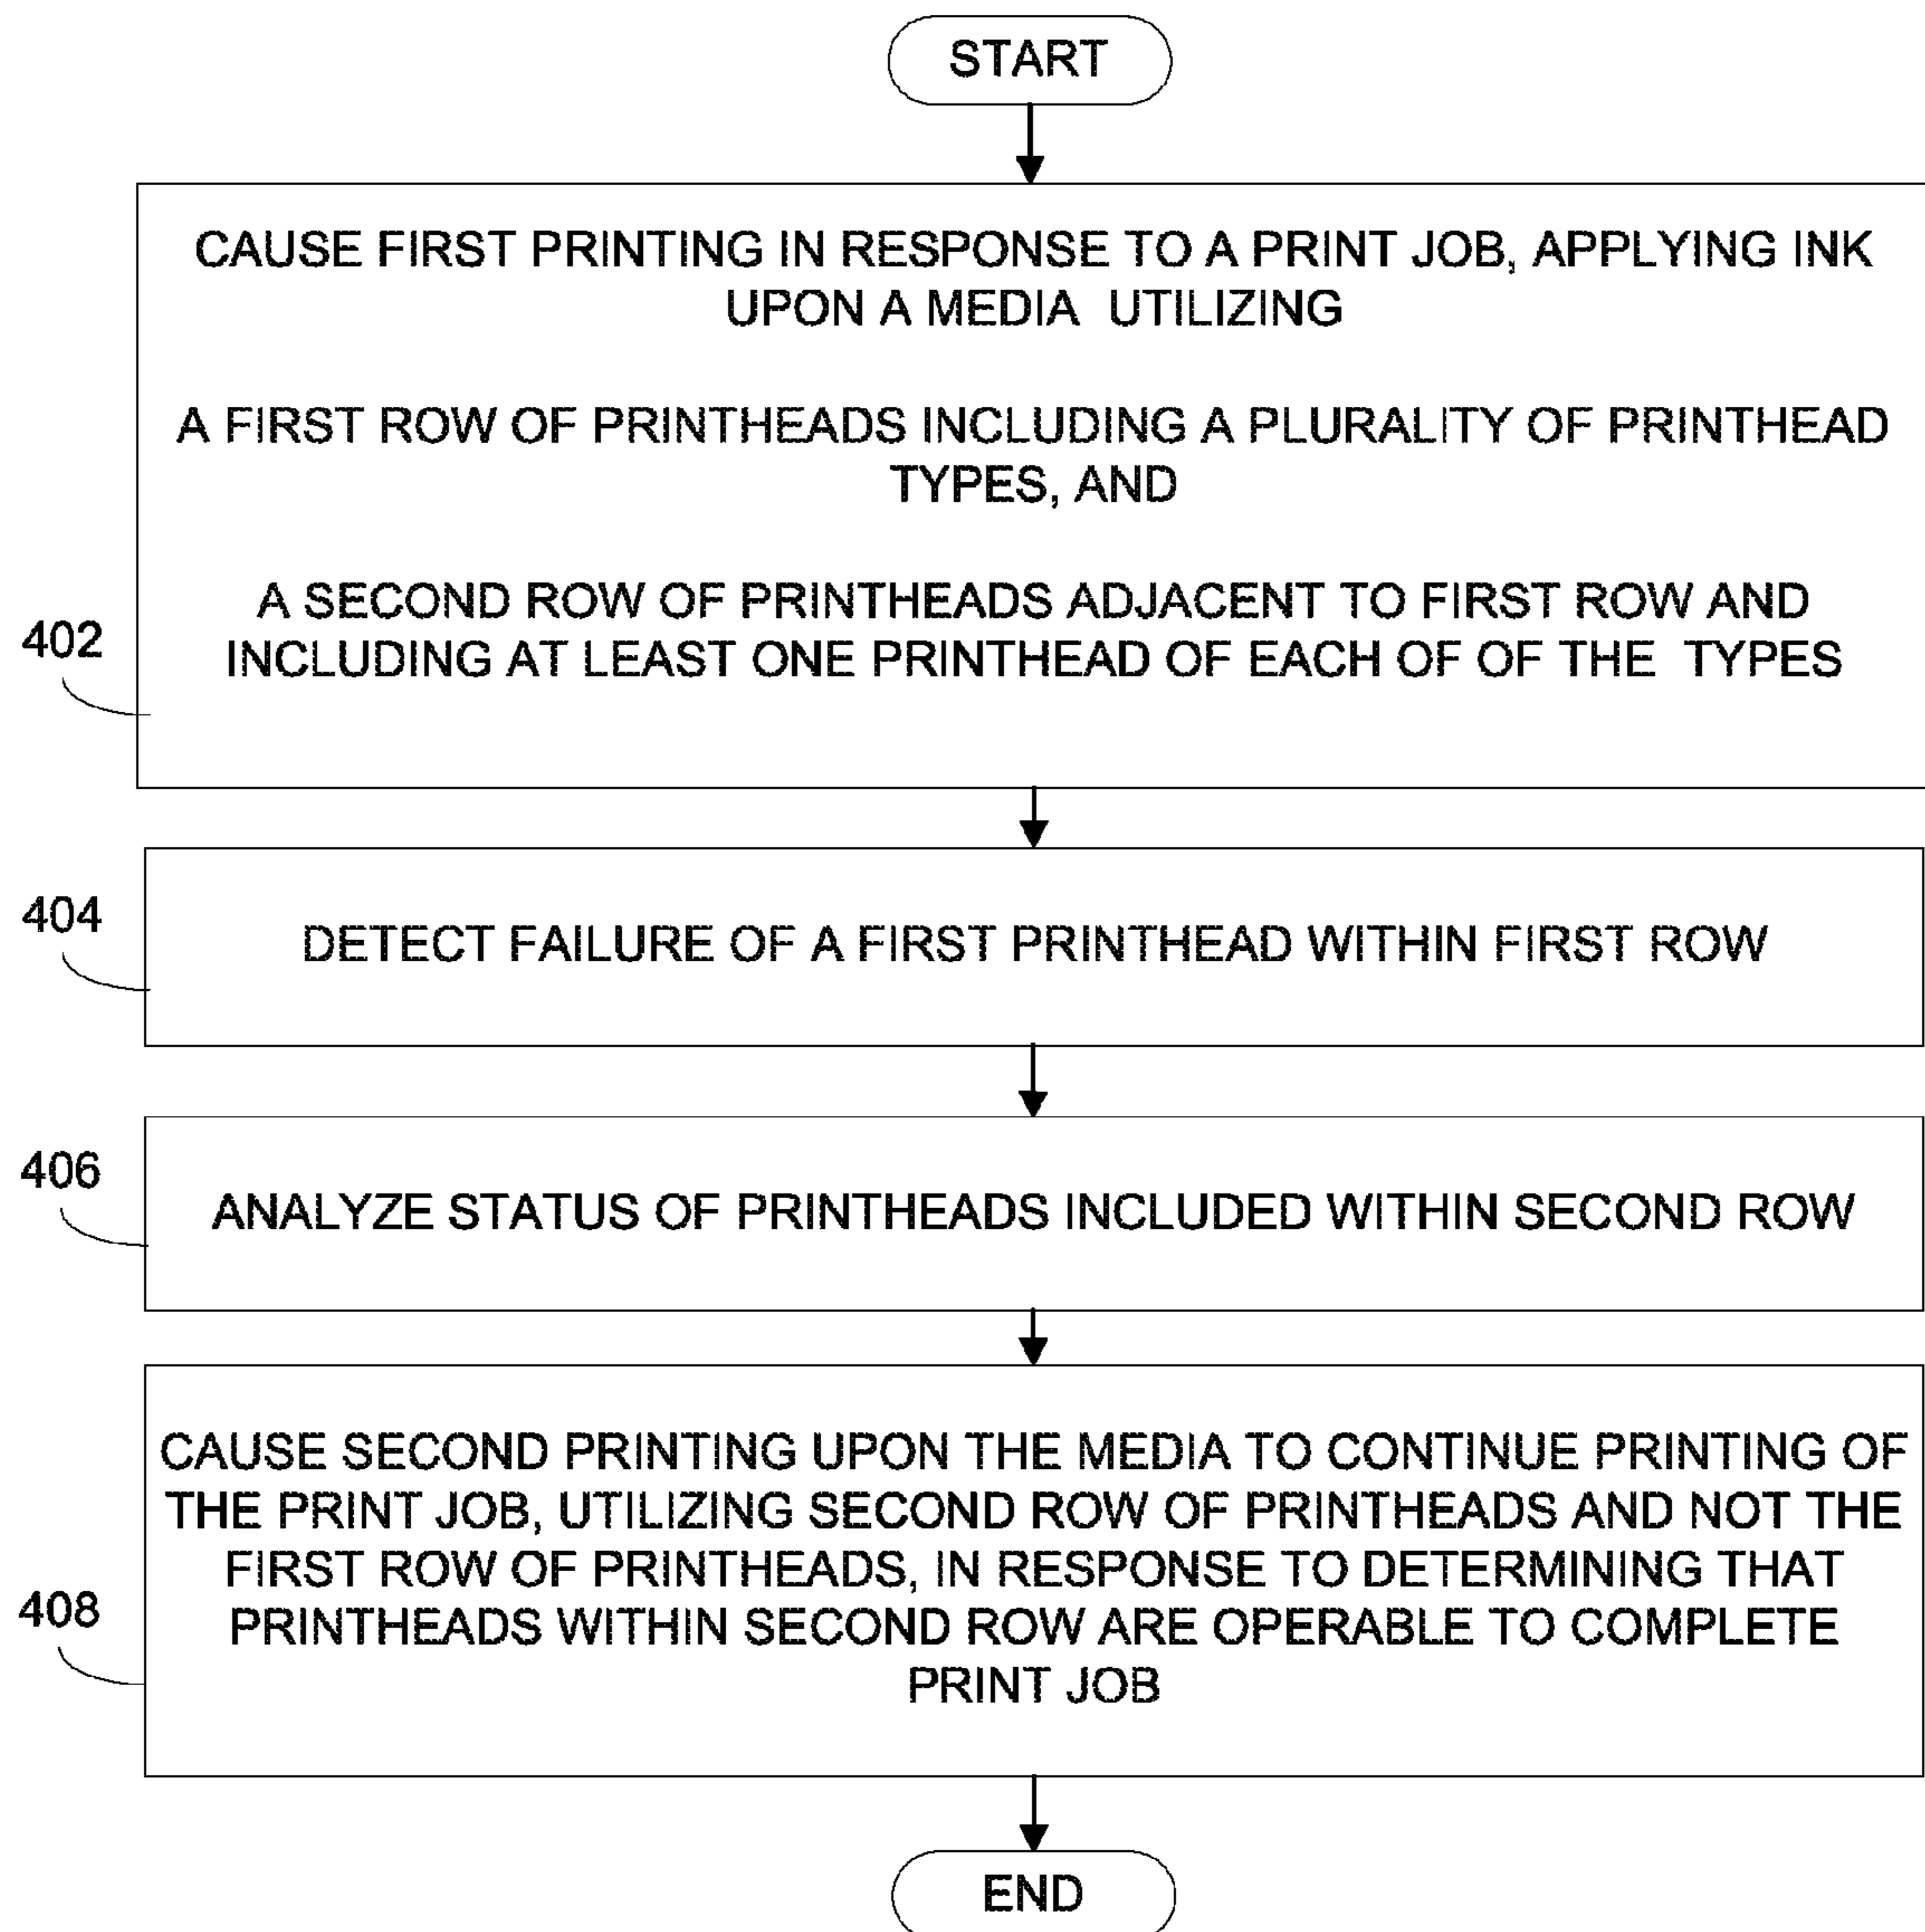 START
CAUSE FIRST PRINTING IN RESPONSE TO A PRINT JOB, APPLYING INK
UPON A MEDIA UTILIZING
A FIRST ROW OF PRINTHEADS INCLUDING A PLURALITY OF PRINTHEAD
TYPES, AND
A SECOND ROW OF PRINTHEADS ADJACENT TO FIRST ROW AND
INCLUDING AT LEAST ONE PRINTHEAD OF EACH OF OF THE TYPES
402
404
DETECT FAILURE OF A FIRST PRINTHEAD WITHIN FIRST ROW
406
ANALYZE STATUS OF PRINTHEADS INCLUDED WITHIN SECOND ROW
CAUSE SECOND PRINTING UPON THE MEDIA TO CONTINUE PRINTING OF
THE PRINT JOB, UTILIZING SECOND ROW OF PRINTHEADS AND NOT THE
FIRST ROW OF PRINTHEADS, IN RESPONSE TO DETERMINING THAT
PRINTHEADS WITHIN SECOND ROW ARE OPERABLE TO COMPLETE
PRINT JOB
408
END